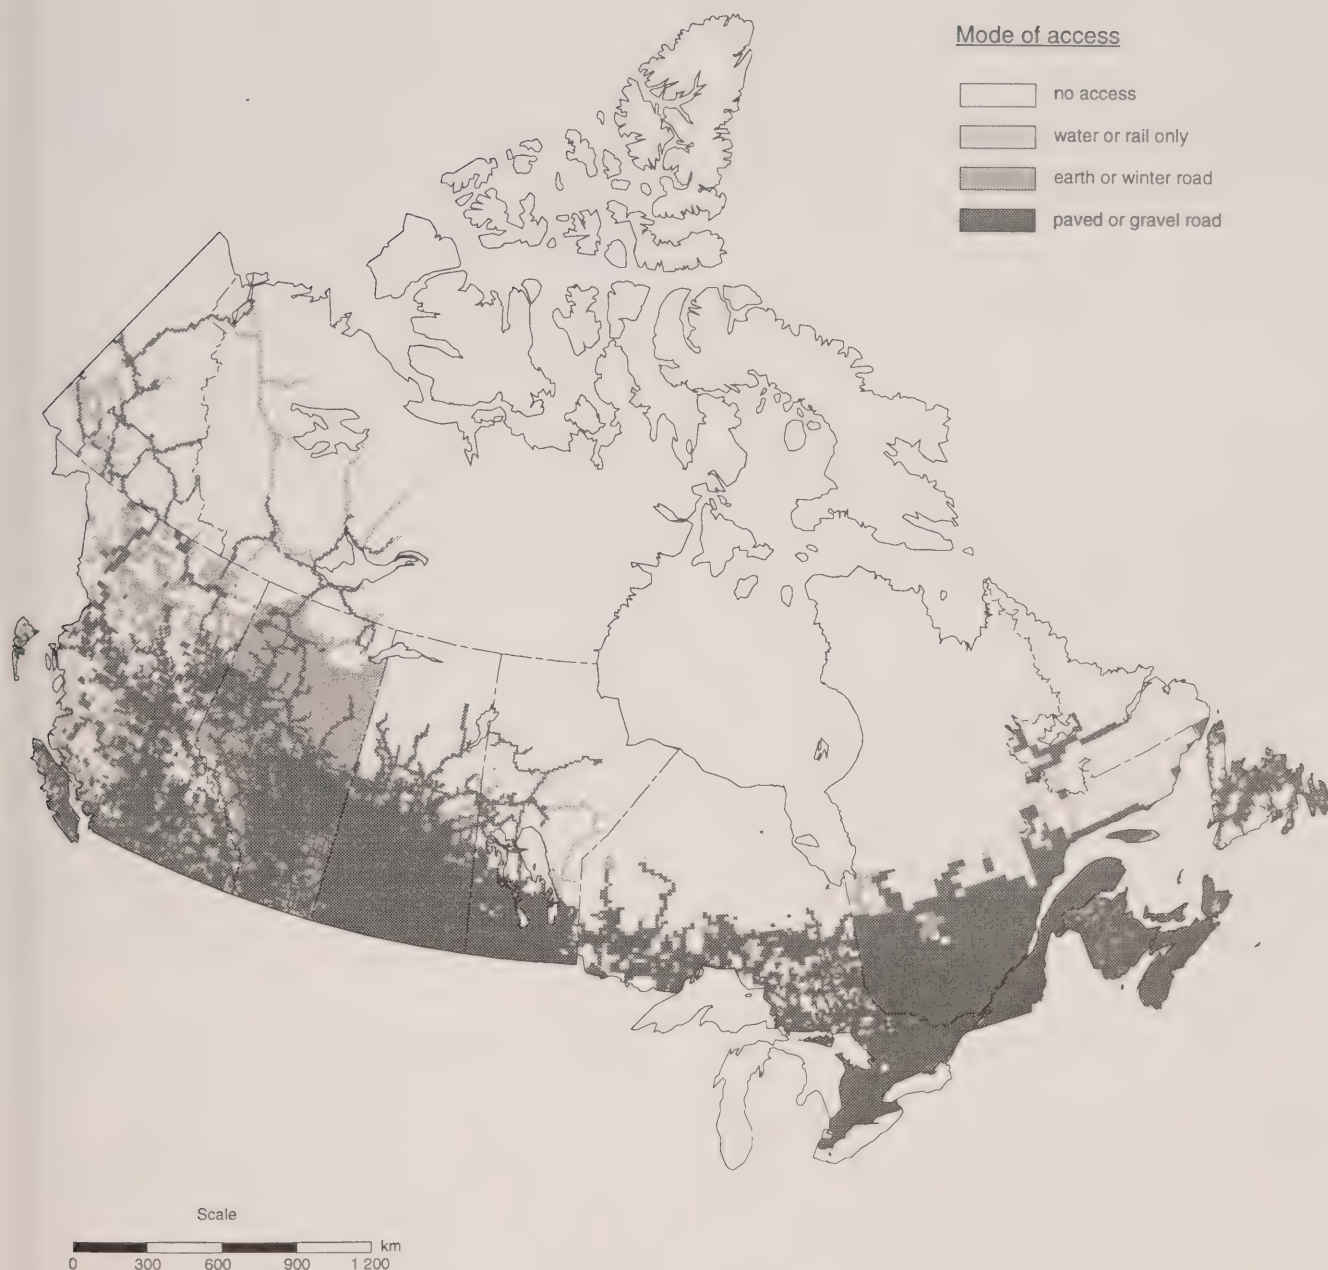 Mode of access
no access
water or rail only
earth or winter road
paved or gravel road
Scale
km
0 300 600 900 1 200